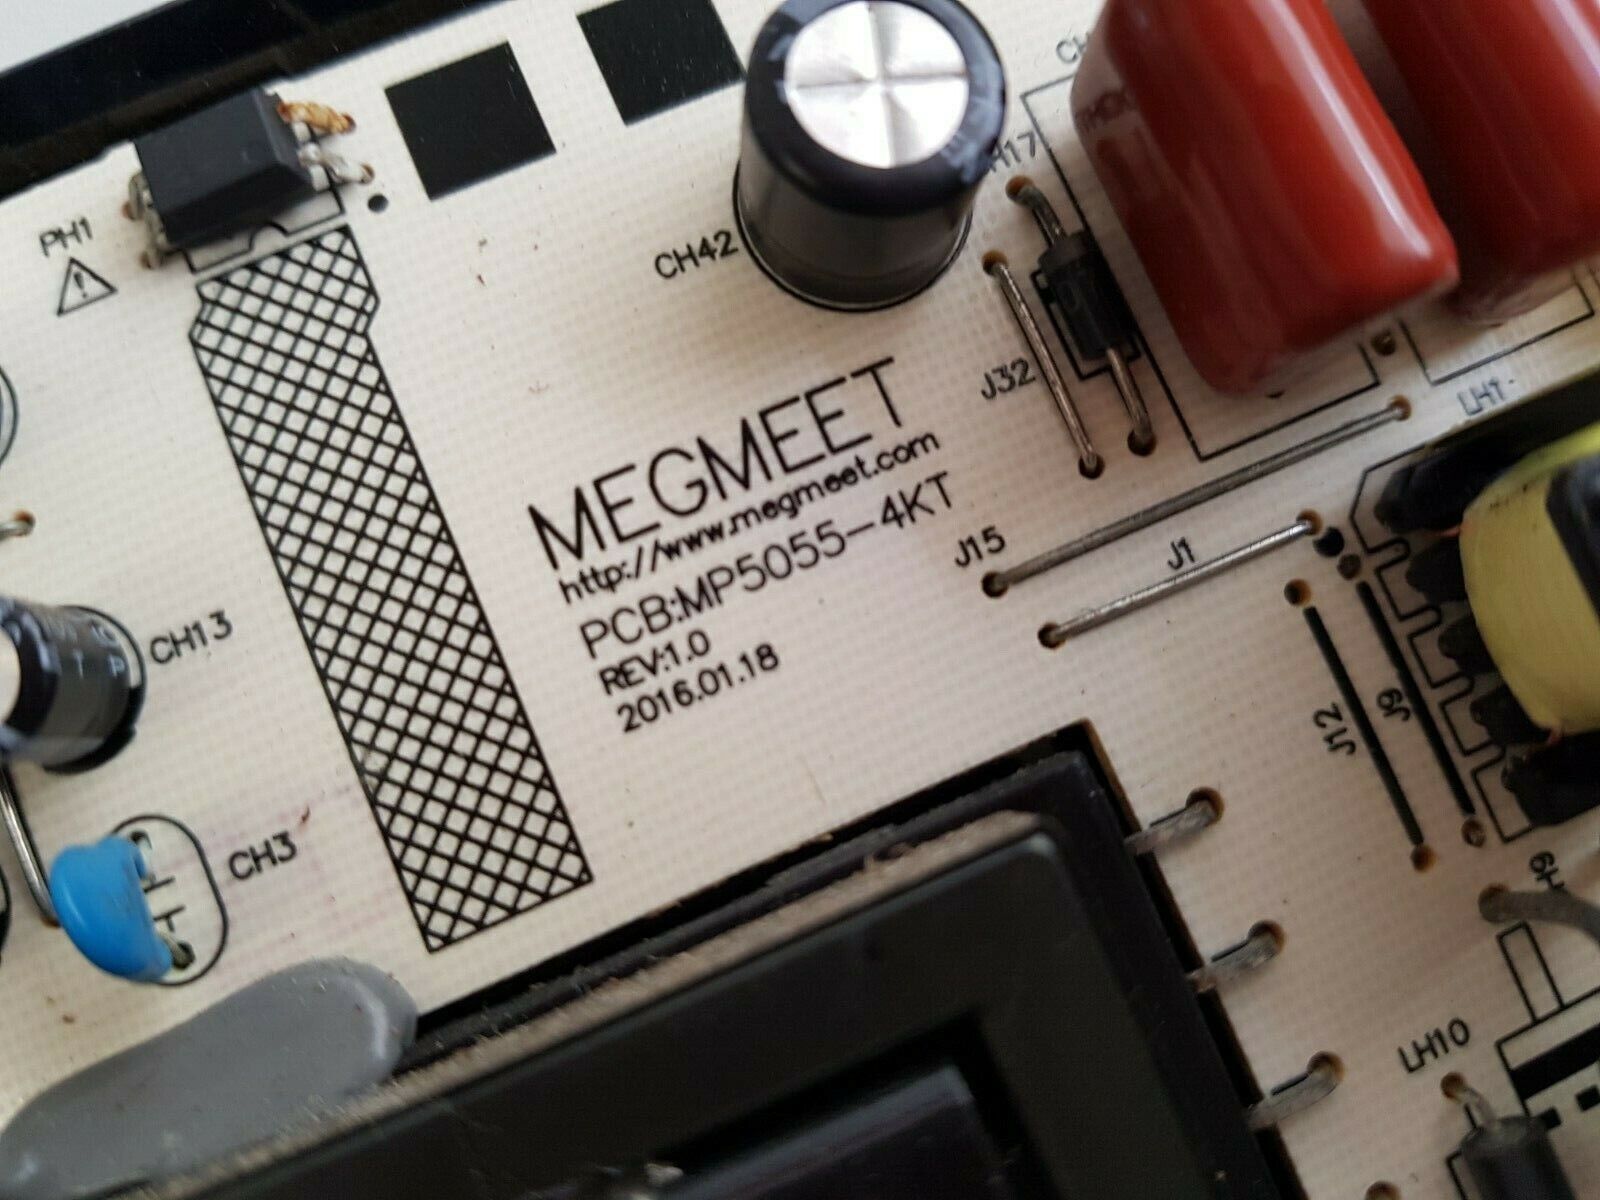 PH1
CH42
J32
MEGMEET
http://www.megmeet.com
PCB:MP5055-4KT
REV:1.0
2016.01.18
J15
J1
J12
J9
CH13
CH3
LH10